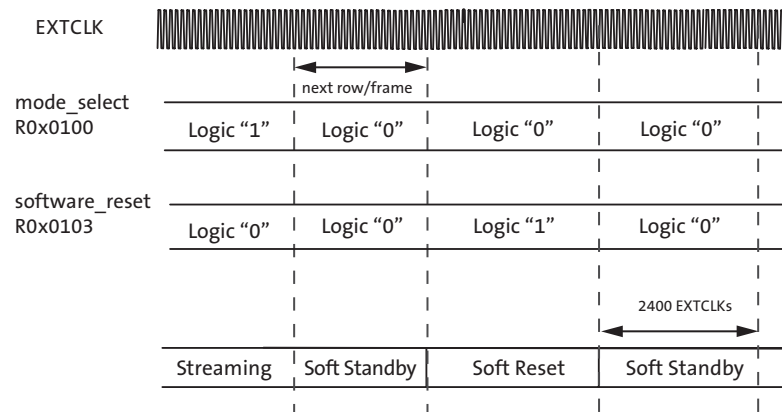 EXTCLK
next row/frame
mode_select
R0x0100
Logic “1” Logic “0” Logic “0” Logic “0”
software_reset
R0x0103
Logic “0” Logic “0” Logic “1” Logic “0”
2400 EXTCLKs
Streaming Soft Standby Soft Reset Soft Standby